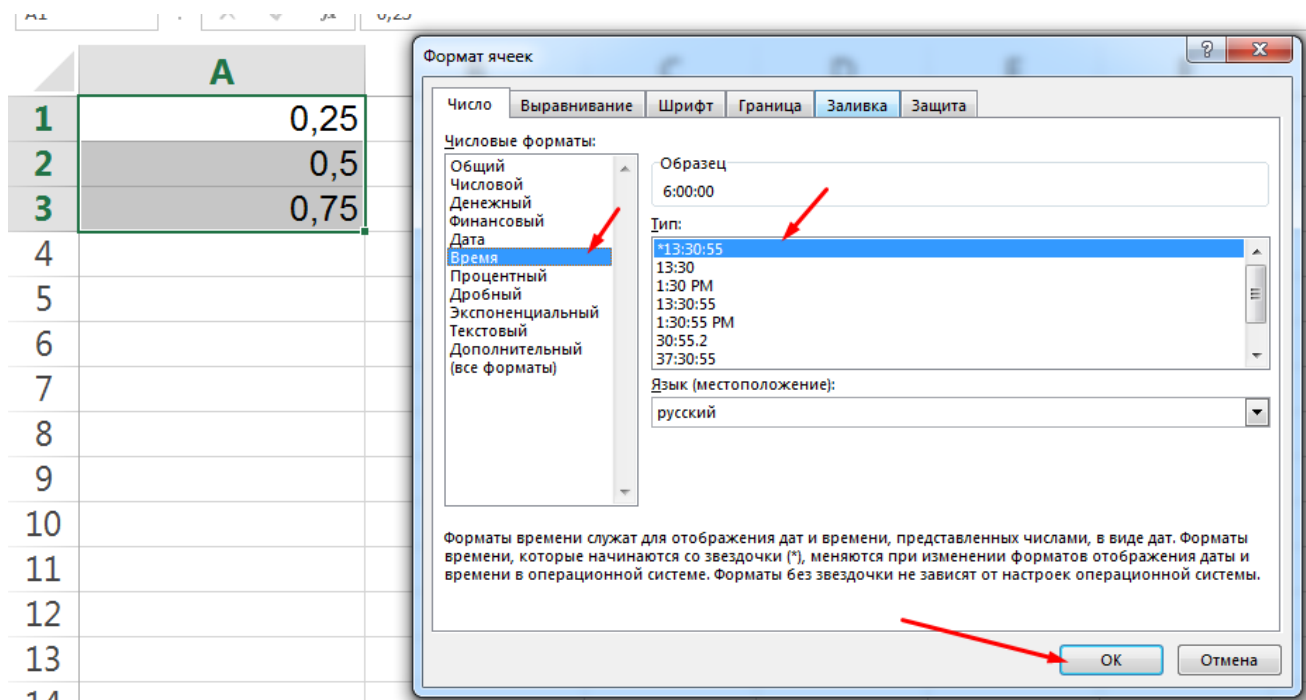 A1
0,25
Формат ячеек
A
Число Выравнивание Шрифт Граница Заливка Защита
1 0,25
2 0,5
3 0,75
4
5
6
7
8
9
10
11
12
13
14
Числовые форматы:
Общий
Числовой
Денежный
Финансовый
Дата
Время
Процентный
Дробный
Экспоненциальный
Текстовый
Дополнительный
(все форматы)
Образец
6:00:00
Тип:
*13:30:55
13:30
1:30 PM
13:30:55
1:30:55 PM
30:55.2
37:30:55
Язык (местоположение):
русский
Форматы времени служат для отображения дат и времени, представленных числами, в виде дат. Форматы
времени, которые начинаются со звездочки (*), меняются при изменении форматов отображения даты и
времени в операционной системе. Форматы без звездочки не зависят от настроек операционной системы.
ОК Отмена